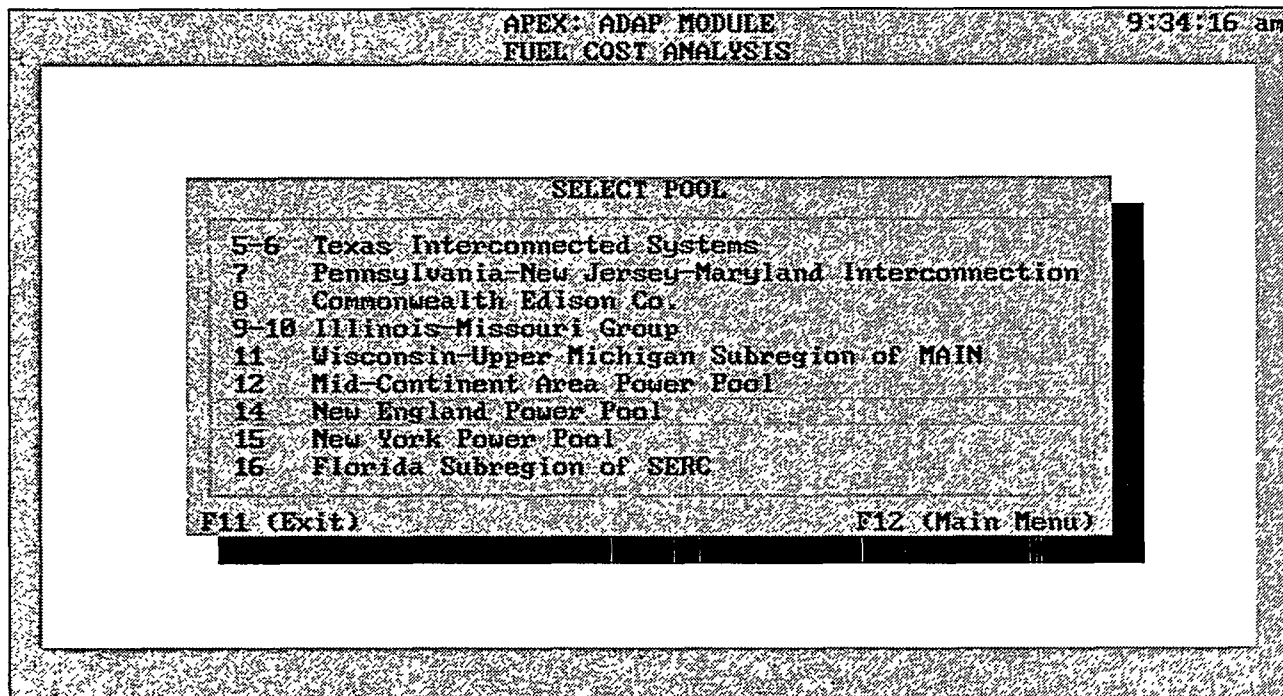 APEX: ADAP MODULE 9:34:16 am
FUEL COST ANALYSIS
SELECT POOL
5-6 Texas Interconnected Systems
7 Pennsylvania-New Jersey-Maryland Interconnection
8 Commonwealth Edison Co.
9-10 Illinois-Missouri Group
11 Wisconsin-Upper Michigan Subregion of MAIN
12 Mid-Continent Area Power Pool
14 New England Power Pool
15 New York Power Pool
16 Florida Subregion of SERC
F11 (Exit) F12 (Main Menu)